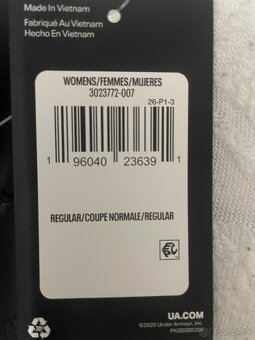 Made In Vietnam
Fabriqué Au Vietnam
Hecho En Vietnam
WOMENS/FEMMES/MUJERES
3023772-007
26-P1-3
1 96040 23639 1
REGULAR/COUPE NORMALE/REGULAR
UA.COM
©2020 Under Armour, Inc.